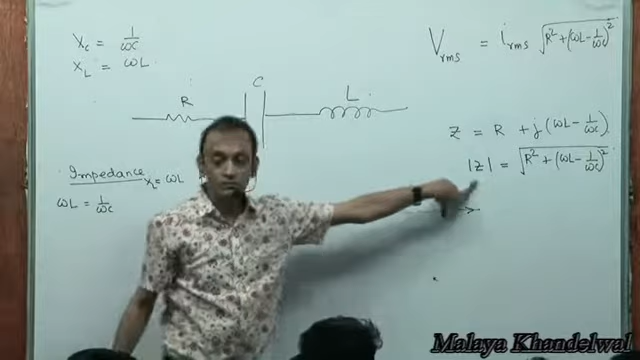 X_C = 1/ωC
X_L = ωL
V_rms = i_rms √(R² + (ωL - 1/ωC)²)
R C L
Z = R + j(ωL - 1/ωC)
|Z| = √(R² + (ωL - 1/ωC)²)
Impedance X_L = ωL
ωL = 1/ωC
Malaya Khandelwal